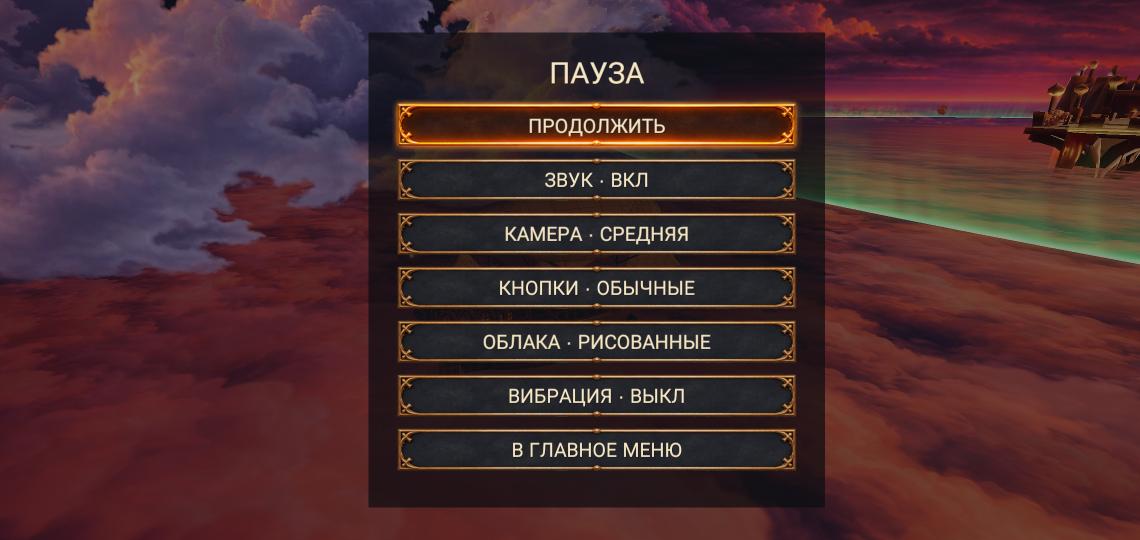 ПАУЗА
ПРОДОЛЖИТЬ
ЗВУК · ВКЛ
КАМЕРА · СРЕДНЯЯ
КНОПКИ · ОБЫЧНЫЕ
ОБЛАКА · РИСОВАННЫЕ
ВИБРАЦИЯ · ВЫКЛ
В ГЛАВНОЕ МЕНЮ